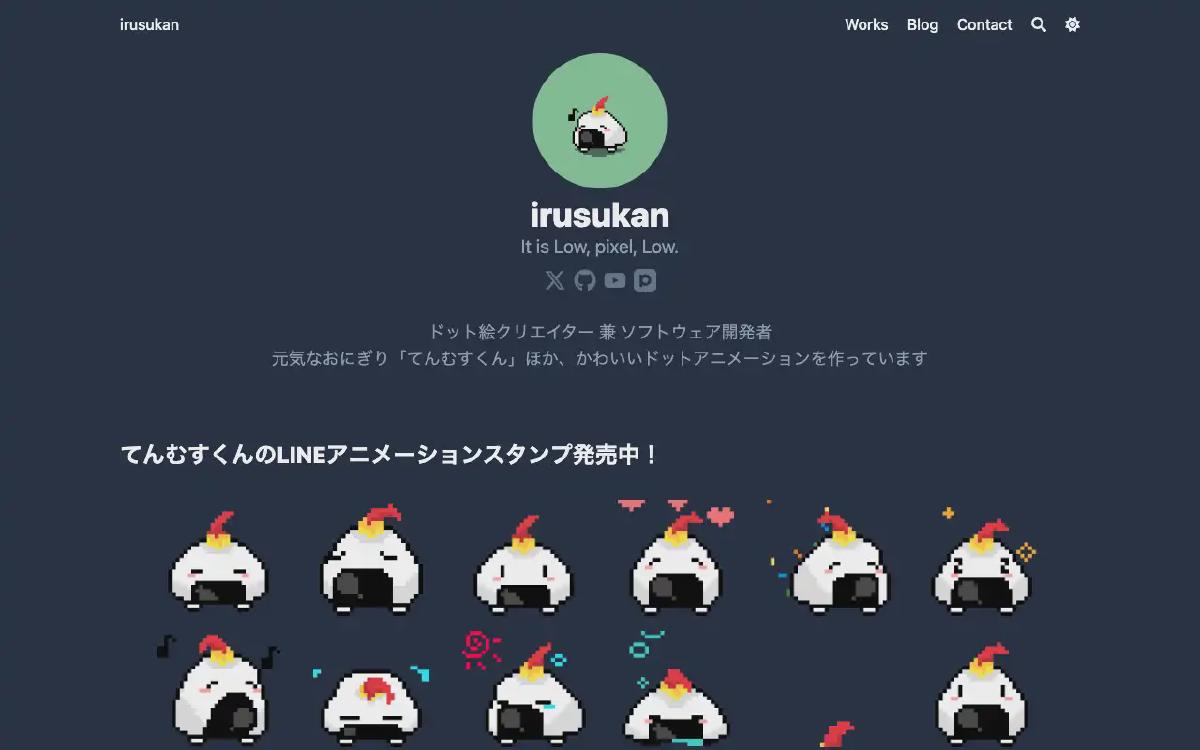 irusukan
Works Blog Contact
irusukan
It is Low, pixel, Low.
ドット絵クリエイター 兼 ソフトウェア開発者
元気なおにぎり「てんむすくん」ほか、かわいいドットアニメーションを作っています
てんむすくんのLINEアニメーションスタンプ発売中！